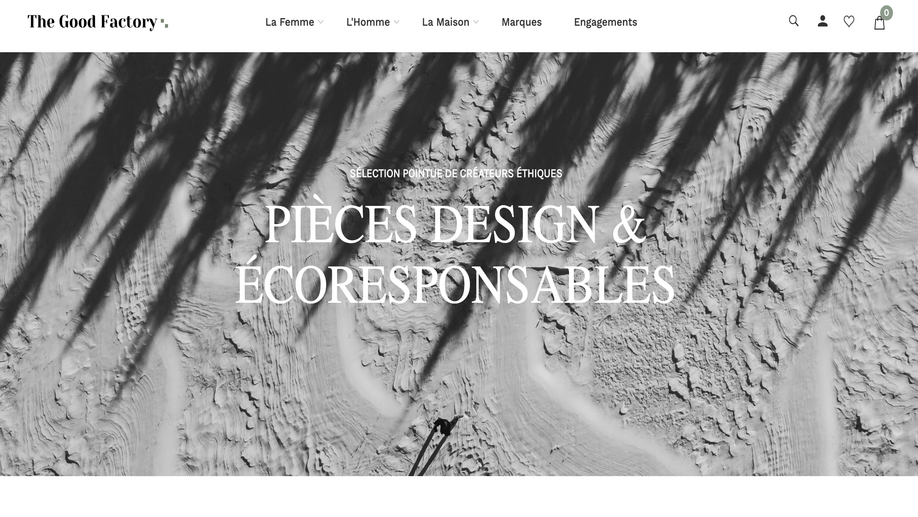 The Good Factory
La Femme
L'Homme
La Maison
Marques
Engagements
0
SÉLECTION POINTUE DE CRÉATEURS ÉTHIQUES
PIÈCES DESIGN &
ÉCORESPONSABLES